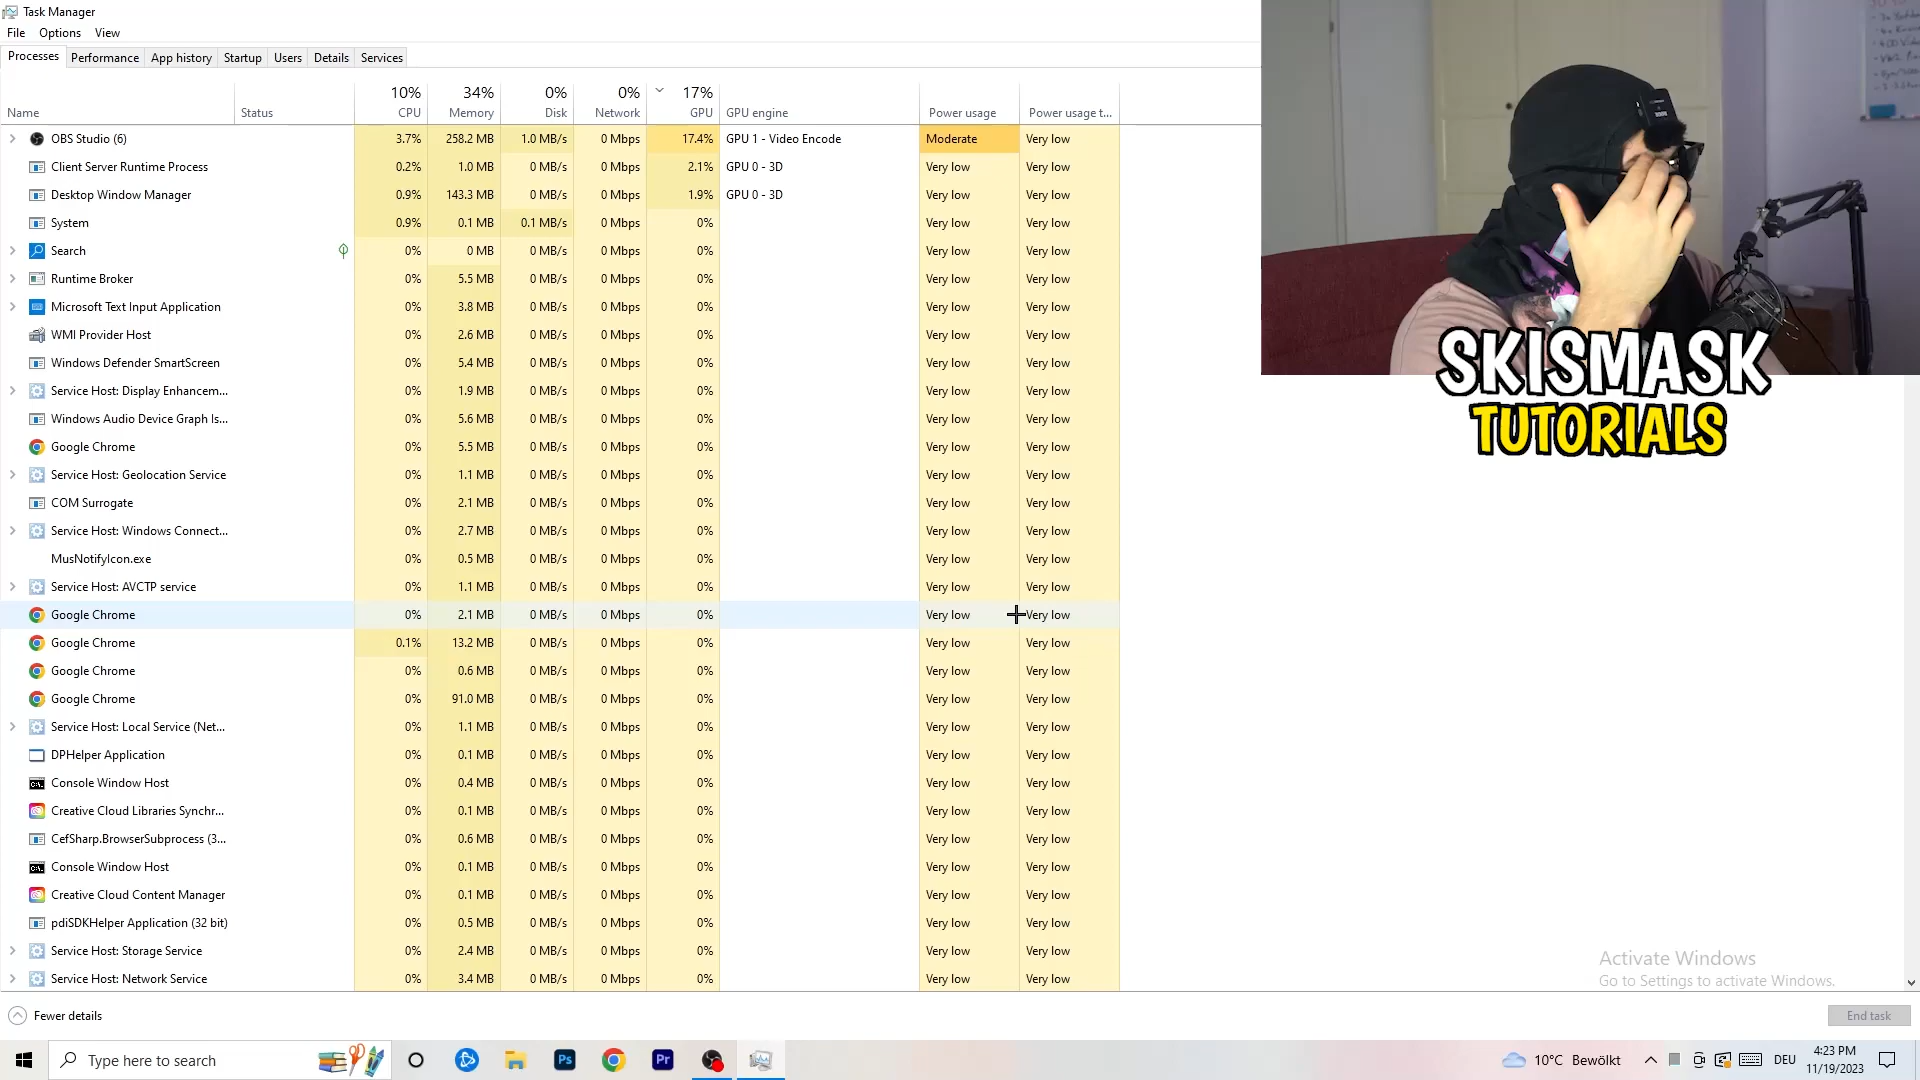 Task Manager
File Options View
Processes Performance App history Startup Users Details Services
10% 34% 0% 0% 17%
Name Status CPU Memory Disk Network GPU GPU engine Power usage Power usage t...
OBS Studio (6) 3.7% 258.2 MB 1.0 MB/s 0 Mbps 17.4% GPU 1 - Video Encode Moderate Very low
Client Server Runtime Process 0.2% 1.0 MB 0 MB/s 0 Mbps 2.1% GPU 0 - 3D Very low Very low
Desktop Window Manager 0.9% 143.3 MB 0 MB/s 0 Mbps 1.9% GPU 0 - 3D Very low Very low
System 0.9% 0.1 MB 0.1 MB/s 0 Mbps 0% Very low Very low
Search 0% 0 MB 0 MB/s 0 Mbps 0% Very low Very low
Runtime Broker 0% 5.5 MB 0 MB/s 0 Mbps 0% Very low Very low
Microsoft Text Input Application 0% 3.8 MB 0 MB/s 0 Mbps 0% Very low Very low
WMI Provider Host 0% 2.6 MB 0 MB/s 0 Mbps 0% Very low Very low
Windows Defender SmartScreen 0% 5.4 MB 0 MB/s 0 Mbps 0% Very low Very low
Service Host: Display Enhancem... 0% 1.9 MB 0 MB/s 0 Mbps 0% Very low Very low
Windows Audio Device Graph Is... 0% 5.6 MB 0 MB/s 0 Mbps 0% Very low Very low
Google Chrome 0% 5.5 MB 0 MB/s 0 Mbps 0% Very low Very low
Service Host: Geolocation Service 0% 1.1 MB 0 MB/s 0 Mbps 0% Very low Very low
COM Surrogate 0% 2.1 MB 0 MB/s 0 Mbps 0% Very low Very low
Service Host: Windows Connect... 0% 2.7 MB 0 MB/s 0 Mbps 0% Very low Very low
MusNotifyIcon.exe 0% 0.5 MB 0 MB/s 0 Mbps 0% Very low Very low
Service Host: AVCTP service 0% 1.1 MB 0 MB/s 0 Mbps 0% Very low Very low
Google Chrome 0% 2.1 MB 0 MB/s 0 Mbps 0% Very low Very low
Google Chrome 0.1% 13.2 MB 0 MB/s 0 Mbps 0% Very low Very low
Google Chrome 0% 0.6 MB 0 MB/s 0 Mbps 0% Very low Very low
Google Chrome 0% 91.0 MB 0 MB/s 0 Mbps 0% Very low Very low
Service Host: Local Service (Net... 0% 1.1 MB 0 MB/s 0 Mbps 0% Very low Very low
DPHelper Application 0% 0.1 MB 0 MB/s 0 Mbps 0% Very low Very low
Console Window Host 0% 0.4 MB 0 MB/s 0 Mbps 0% Very low Very low
Creative Cloud Libraries Synchr... 0% 0.1 MB 0 MB/s 0 Mbps 0% Very low Very low
CefSharp.BrowserSubprocess (3... 0% 0.6 MB 0 MB/s 0 Mbps 0% Very low Very low
Console Window Host 0% 0.1 MB 0 MB/s 0 Mbps 0% Very low Very low
Creative Cloud Content Manager 0% 0.1 MB 0 MB/s 0 Mbps 0% Very low Very low
pdiSDKHelper Application (32 bit) 0% 0.5 MB 0 MB/s 0 Mbps 0% Very low Very low
Service Host: Storage Service 0% 2.4 MB 0 MB/s 0 Mbps 0% Very low Very low
Service Host: Network Service 0% 3.4 MB 0 MB/s 0 Mbps 0% Very low Very low
SKISMASK
TUTORIALS
Activate Windows
Go to Settings to activate Windows.
Fewer details End task
Type here to search Ps Pr 10°C Bewölkt DEU 4:23 PM
11/19/2023